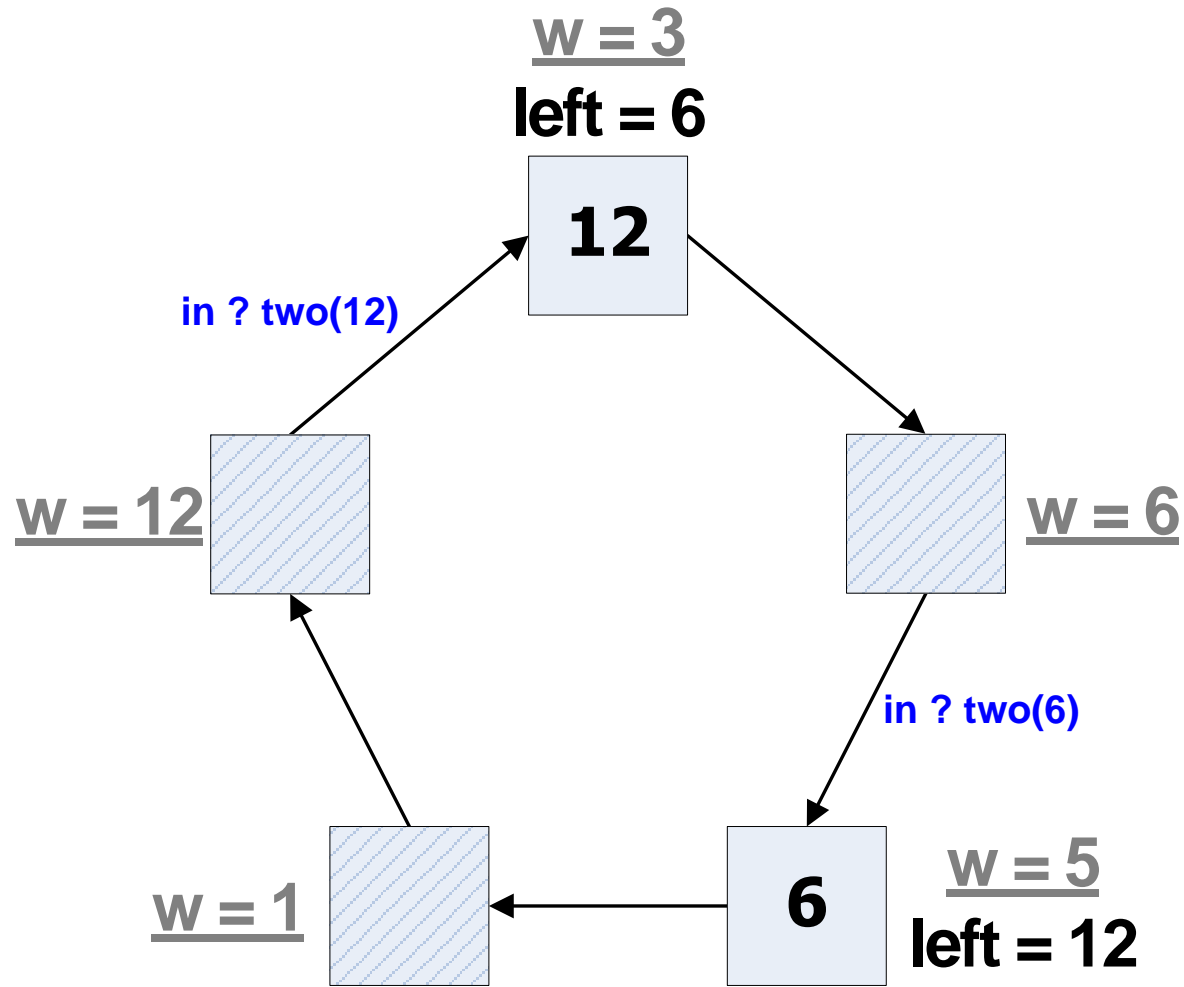 w = 3
left = 6
12
in ? two(12)
w = 12
w = 6
in ? two(6)
w = 1
6
w = 5
left = 12